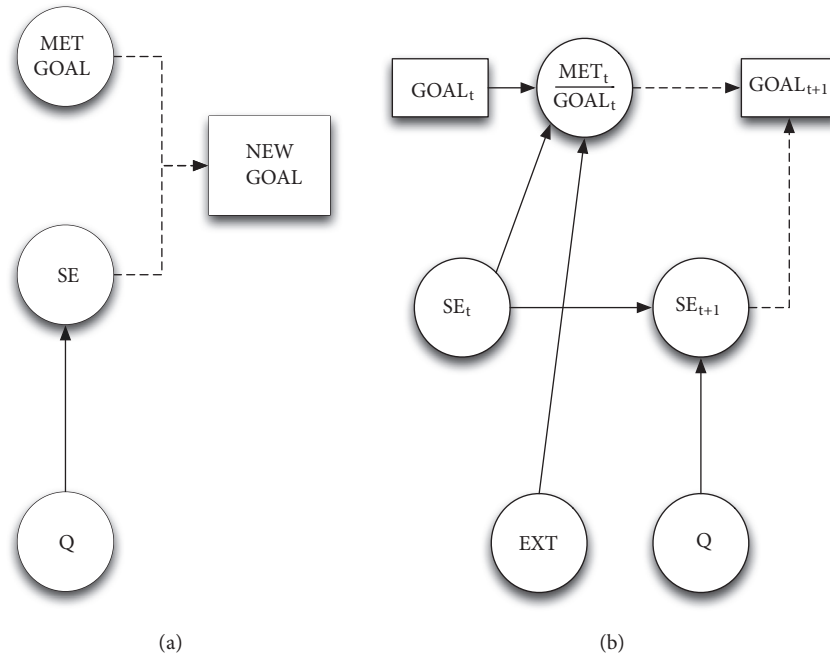 MET
GOAL
NEW
GOAL
SE
Q
(a)
GOALt
METt
GOALt
GOALt+1
SEt
SEt+1
EXT
Q
(b)